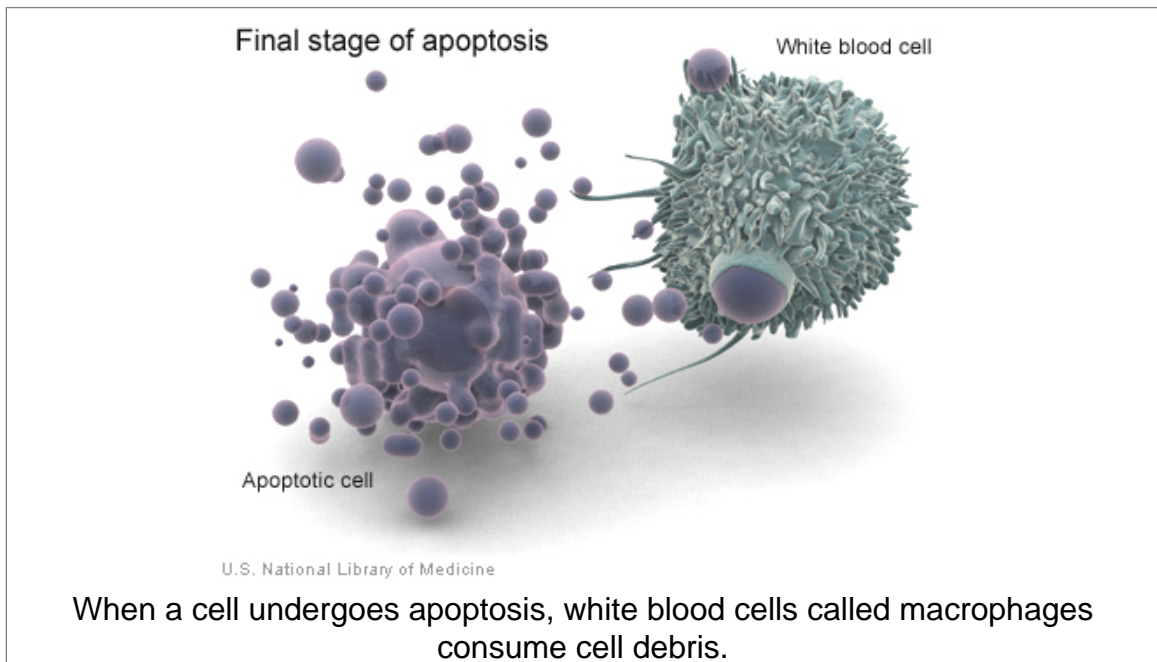 Final stage of apoptosis
White blood cell
Apoptotic cell
U.S. National Library of Medicine
When a cell undergoes apoptosis, white blood cells called macrophages
consume cell debris.